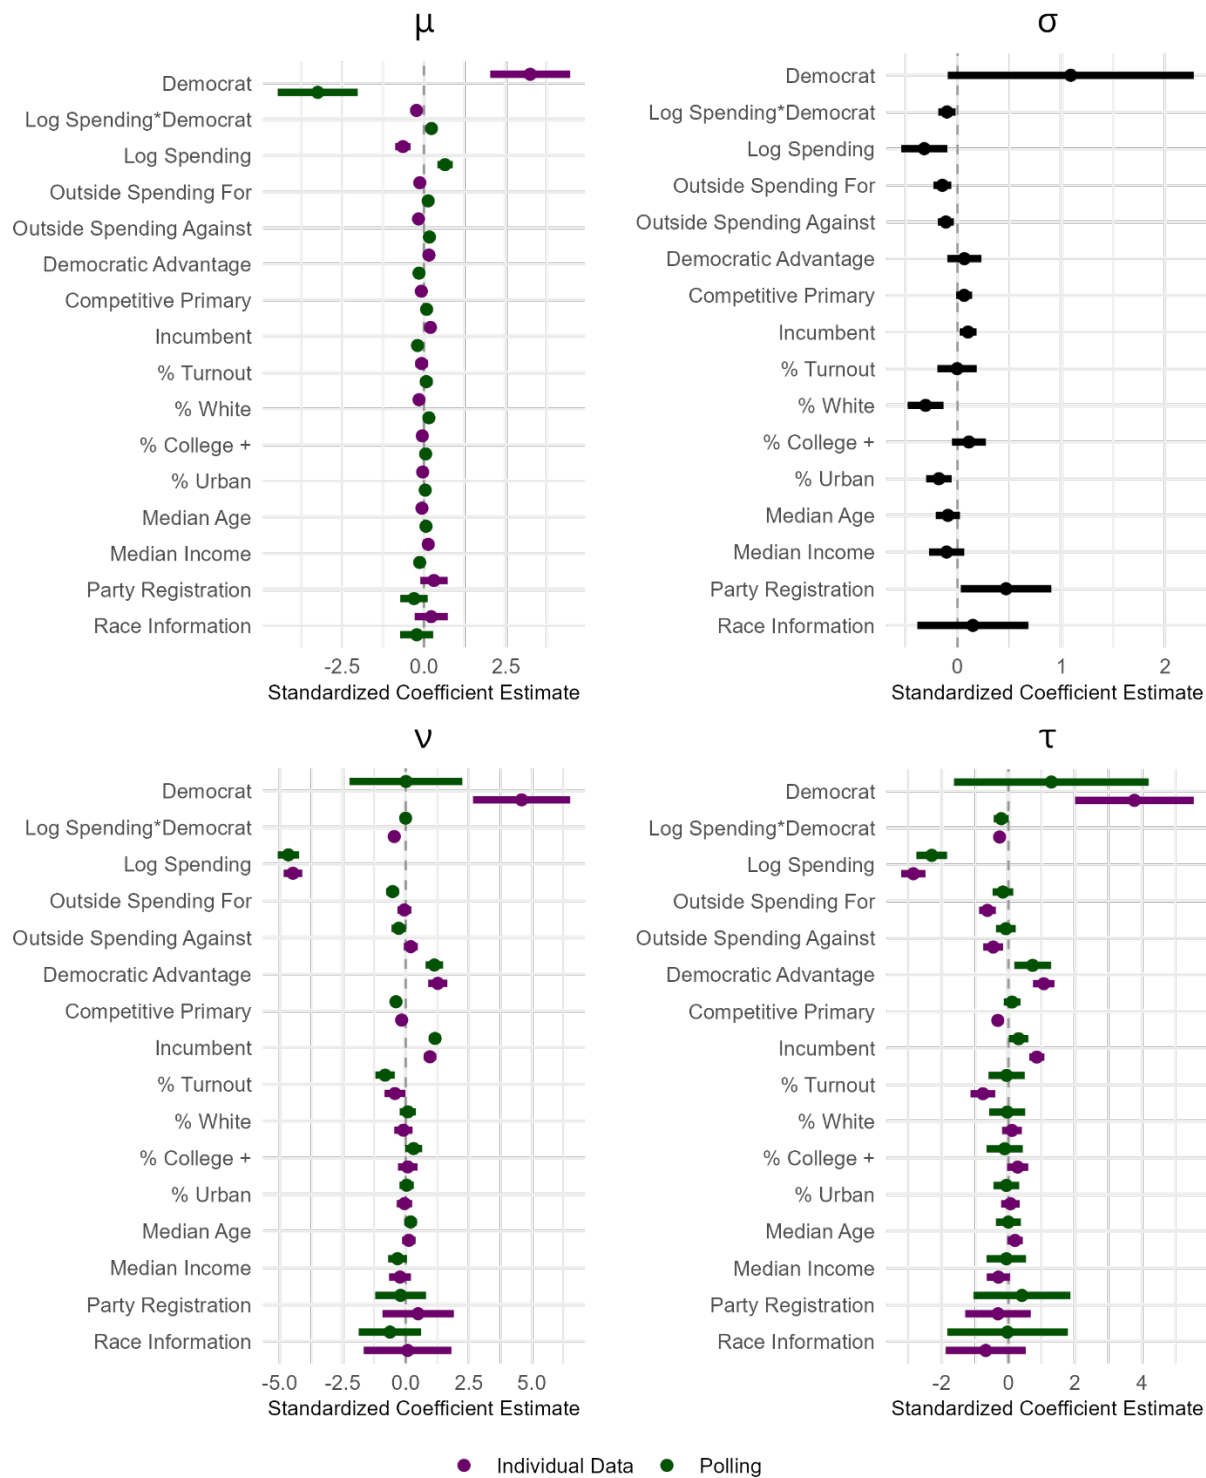 μ
Democrat
Log Spending*Democrat
Log Spending
Outside Spending For
Outside Spending Against
Democratic Advantage
Competitive Primary
Incumbent
% Turnout
% White
% College +
% Urban
Median Age
Median Income
Party Registration
Race Information
-2.5 0.0 2.5
Standardized Coefficient Estimate
σ
Democrat
Log Spending*Democrat
Log Spending
Outside Spending For
Outside Spending Against
Democratic Advantage
Competitive Primary
Incumbent
% Turnout
% White
% College +
% Urban
Median Age
Median Income
Party Registration
Race Information
0 1 2
Standardized Coefficient Estimate
ν
Democrat
Log Spending*Democrat
Log Spending
Outside Spending For
Outside Spending Against
Democratic Advantage
Competitive Primary
Incumbent
% Turnout
% White
% College +
% Urban
Median Age
Median Income
Party Registration
Race Information
-5.0 -2.5 0.0 2.5 5.0
Standardized Coefficient Estimate
τ
Democrat
Log Spending*Democrat
Log Spending
Outside Spending For
Outside Spending Against
Democratic Advantage
Competitive Primary
Incumbent
% Turnout
% White
% College +
% Urban
Median Age
Median Income
Party Registration
Race Information
-2 0 2 4
Standardized Coefficient Estimate
Individual Data Polling